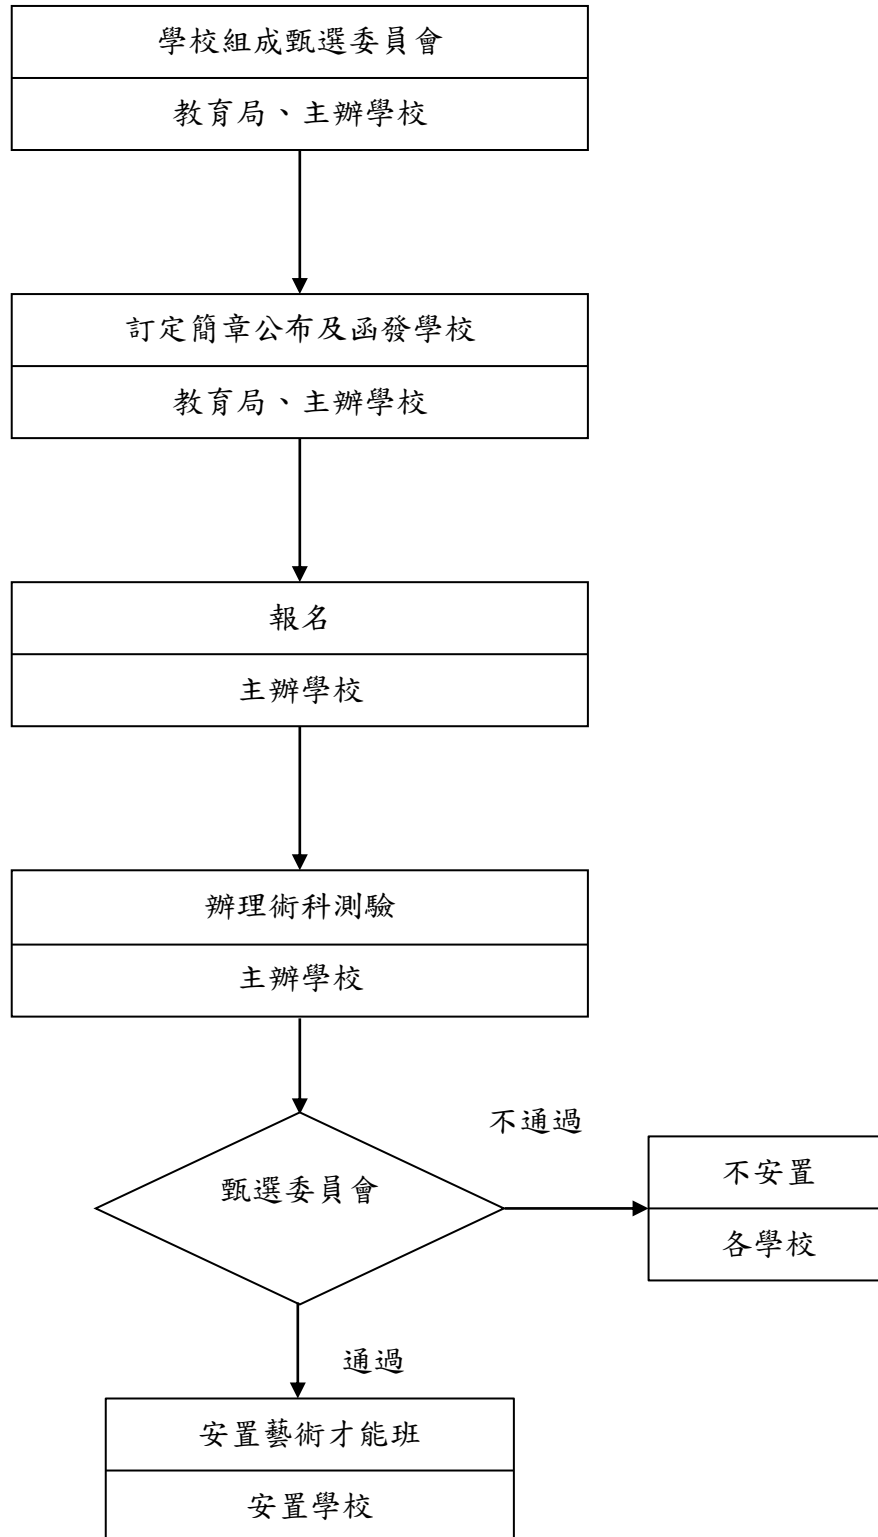 學校組成甄選委員會
教育局、主辦學校
訂定簡章公布及函發學校
教育局、主辦學校
報名
主辦學校
辦理術科測驗
主辦學校
不通過
甄選委員會
不安置
各學校
通過
安置藝術才能班
安置學校